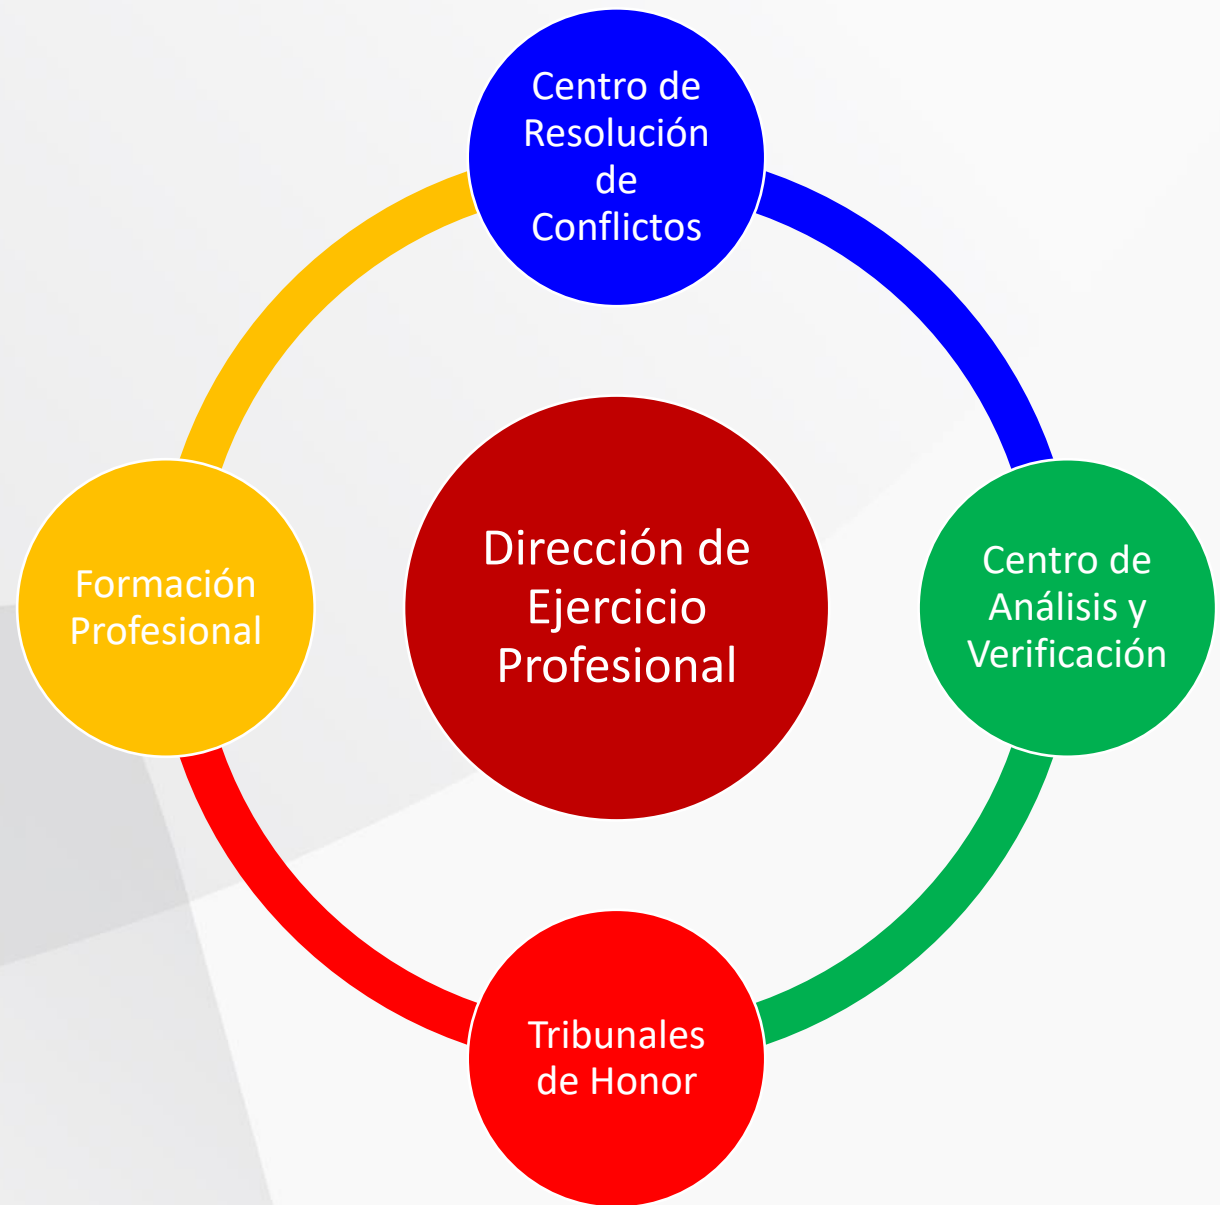 Centro de
Resolución
de
Conflictos
Dirección de
Ejercicio
Profesional
Formación
Profesional
Centro de
Análisis y
Verificación
Tribunales
de Honor